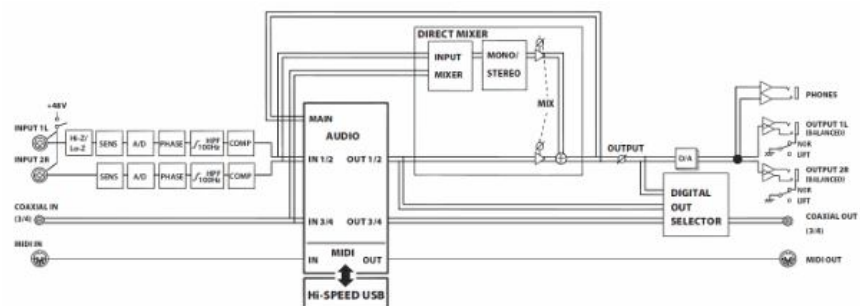 DIRECT MIXER
INPUT
MIXER
MONO/
STEREO
MIX
+48V
INPUT 1L
INPUT 2R
Hi-Z/
Lo-Z
SENS
A/D
PHASE
HPF
100Hz
COMP
SENS
A/D
PHASE
HPF
100Hz
COMP
MAIN
AUDIO
IN 1/2
OUT 1/2
IN 3/4
OUT 3/4
MIDI
IN
OUT
Hi-SPEED USB
COAXIAL IN
(3/4)
MIDI IN
OUTPUT
D/A
DIGITAL
OUT
SELECTOR
PHONES
OUTPUT 1L
(BALANCED)
NOR
LIFT
OUTPUT 2R
(BALANCED)
NOR
LIFT
COAXIAL OUT
(3/4)
MIDI OUT